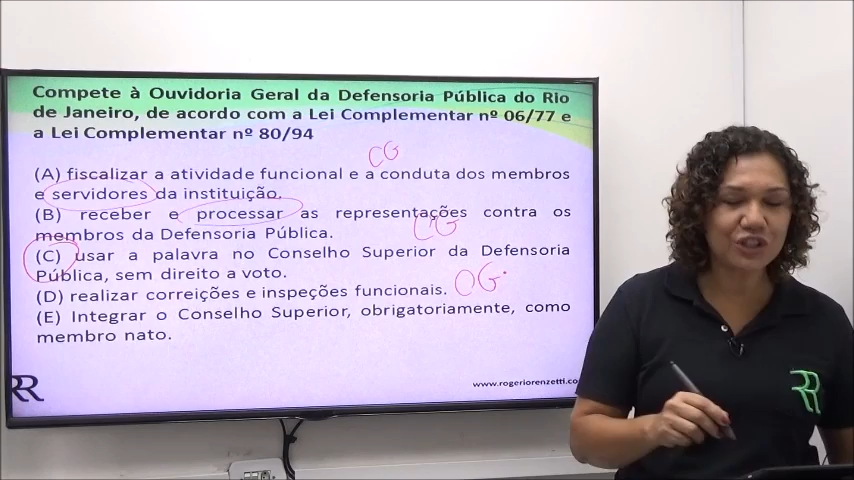 Compete à Ouvidoria Geral da Defensoria Pública do Rio
de Janeiro, de acordo com a Lei Complementar nº 06/77 e
a Lei Complementar nº 80/94
CG
(A) fiscalizar a atividade funcional e a conduta dos membros
e servidores da instituição.
(B) receber e processar as representações contra os
membros da Defensoria Pública.
CG
(C) usar a palavra no Conselho Superior da Defensoria
Pública, sem direito a voto.
OG
(D) realizar correições e inspeções funcionais.
(E) Integrar o Conselho Superior, obrigatoriamente, como
membro nato.
www.rogeriorenzetti.c
RR
RR